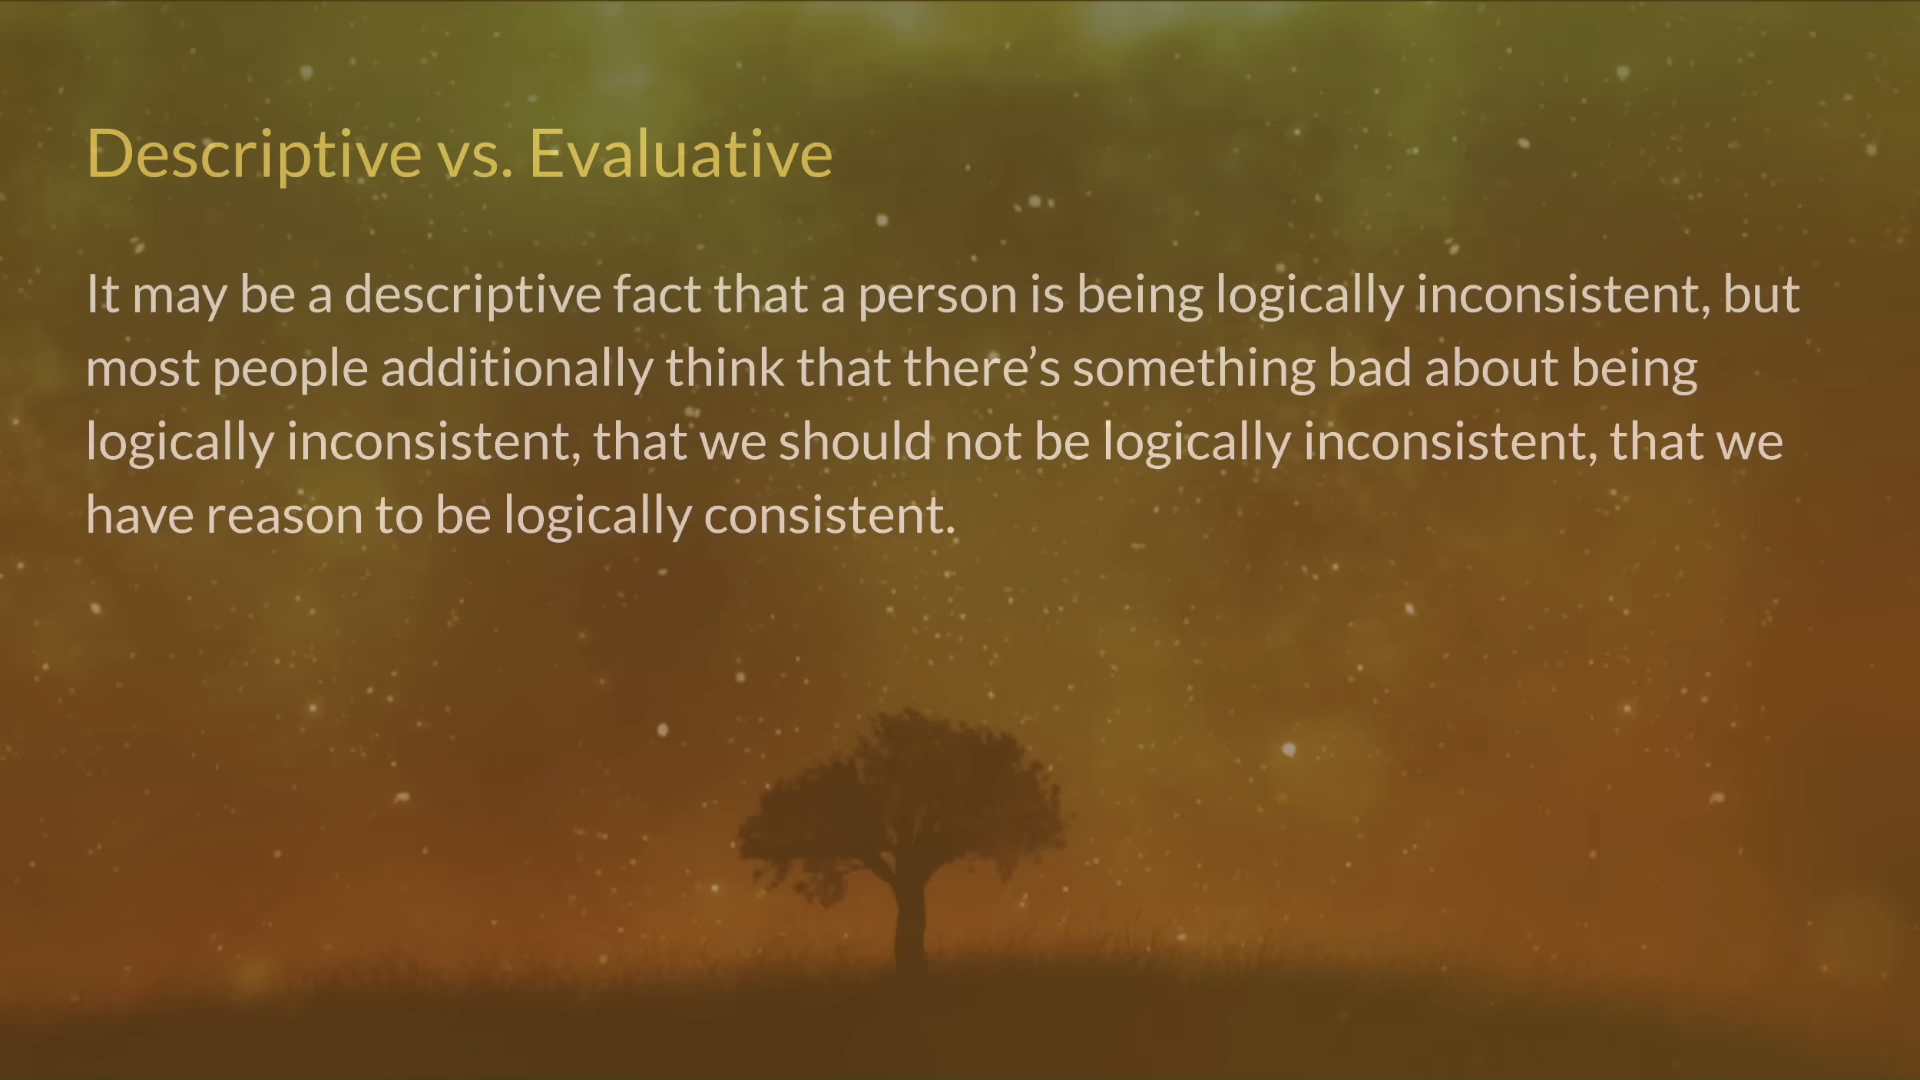 Descriptive vs. Evaluative
It may be a descriptive fact that a person is being logically inconsistent, but
most people additionally think that there’s something bad about being
logically inconsistent, that we should not be logically inconsistent, that we
have reason to be logically consistent.